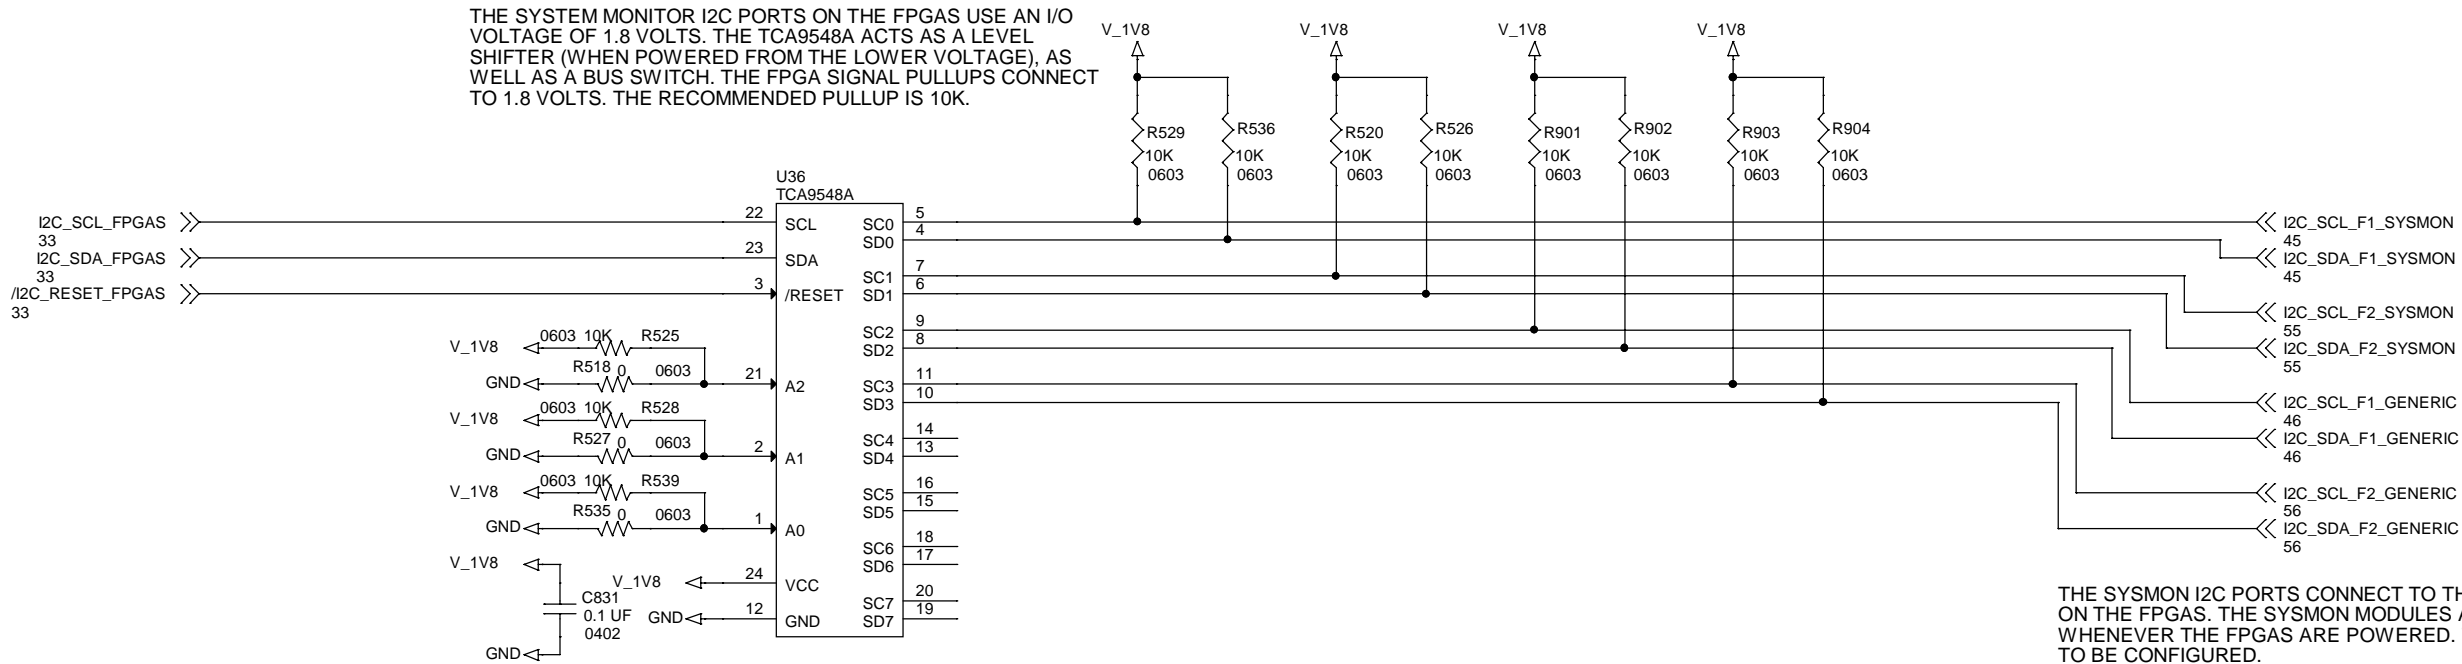 THE SYSTEM MONITOR I2C PORTS ON THE FPGAS USE AN I/O
VOLTAGE OF 1.8 VOLTS. THE TCA9548A ACTS AS A LEVEL
SHIFTER (WHEN POWERED FROM THE LOWER VOLTAGE), AS
WELL AS A BUS SWITCH. THE FPGA SIGNAL PULLUPS CONNECT
TO 1.8 VOLTS. THE RECOMMENDED PULLUP IS 10K.
V_1V8
V_1V8
V_1V8
V_1V8
R529
10K
0603
R536
10K
0603
R520
10K
0603
R526
10K
0603
R901
10K
0603
R902
10K
0603
R903
10K
0603
R904
10K
0603
U36
TCA9548A
I2C_SCL_FPGAS
33
I2C_SDA_FPGAS
33
/I2C_RESET_FPGAS
33
22 SCL
23 SDA
3 /RESET
V_1V8 0603 10K R525
GND R518 0 0603
21 A2
V_1V8 0603 10K R528
GND R527 0 0603
2 A1
V_1V8 0603 10K R539
GND R535 0 0603
1 A0
V_1V8
C831
0.1 UF
0402
GND
V_1V8 24 VCC
GND 12 GND
SC0 5
SD0 4
SC1 7
SD1 6
SC2 9
SD2 8
SC3 11
SD3 10
SC4 14
SD4 13
SC5 16
SD5 15
SC6 18
SD6 17
SC7 20
SD7 19
I2C_SCL_F1_SYSMON
45
I2C_SDA_F1_SYSMON
45
I2C_SCL_F2_SYSMON
55
I2C_SDA_F2_SYSMON
55
I2C_SCL_F1_GENERIC
46
I2C_SDA_F1_GENERIC
46
I2C_SCL_F2_GENERIC
56
I2C_SDA_F2_GENERIC
56
THE SYSMON I2C PORTS CONNECT TO
ON THE FPGAS. THE SYSMON MODULES
WHENEVER THE FPGAS ARE POWERED.
TO BE CONFIGURED.